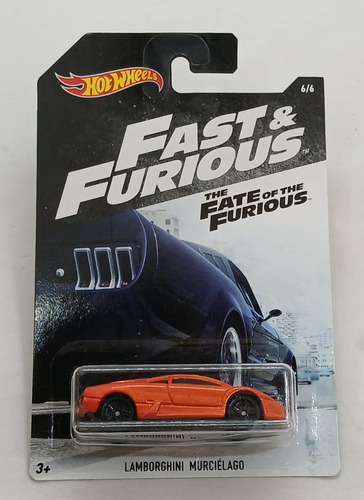 Hot Wheels
6/6
FAST &
FURIOUS
THE
FATE OF THE
FURIOUS
3+
LAMBORGHINI MURCIÉLAGO